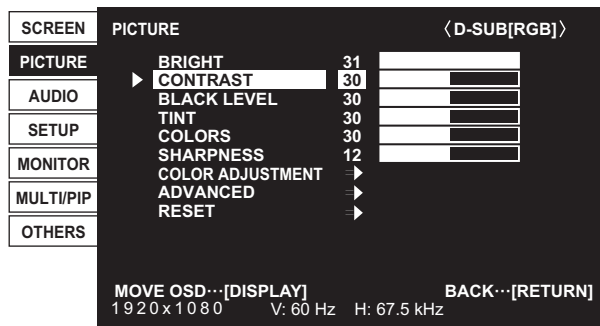 SCREEN
PICTURE
AUDIO
SETUP
MONITOR
MULTI/PIP
OTHERS
PICTURE 〈D-SUB[RGB]〉
BRIGHT 31
CONTRAST 30
BLACK LEVEL 30
TINT 30
COLORS 30
SHARPNESS 12
COLOR ADJUSTMENT
ADVANCED
RESET
MOVE OSD···[DISPLAY] BACK···[RETURN]
1920x1080 V: 60 Hz H: 67.5 kHz